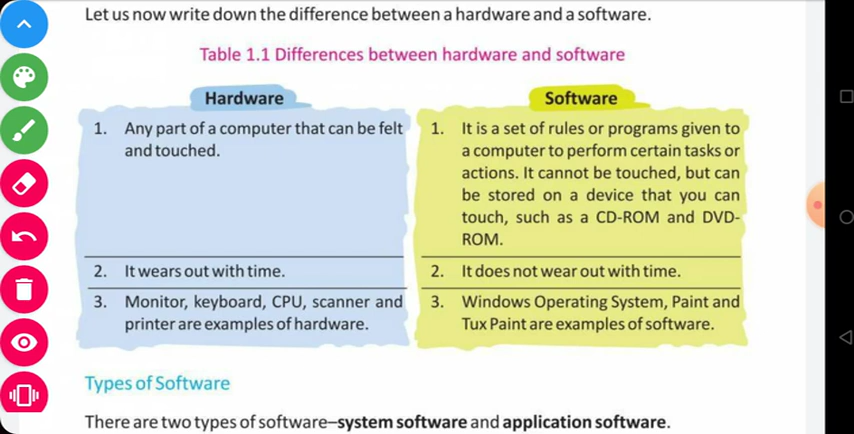 Let us now write down the difference between a hardware and a software.
Table 1.1 Differences between hardware and software
Hardware
1. Any part of a computer that can be felt
and touched.
2. It wears out with time.
3. Monitor, keyboard, CPU, scanner and
printer are examples of hardware.
Software
1. It is a set of rules or programs given to
a computer to perform certain tasks or
actions. It cannot be touched, but can
be stored on a device that you can
touch, such as a CD-ROM and DVD-
ROM.
2. It does not wear out with time.
3. Windows Operating System, Paint and
Tux Paint are examples of software.
Types of Software
There are two types of software–system software and application software.